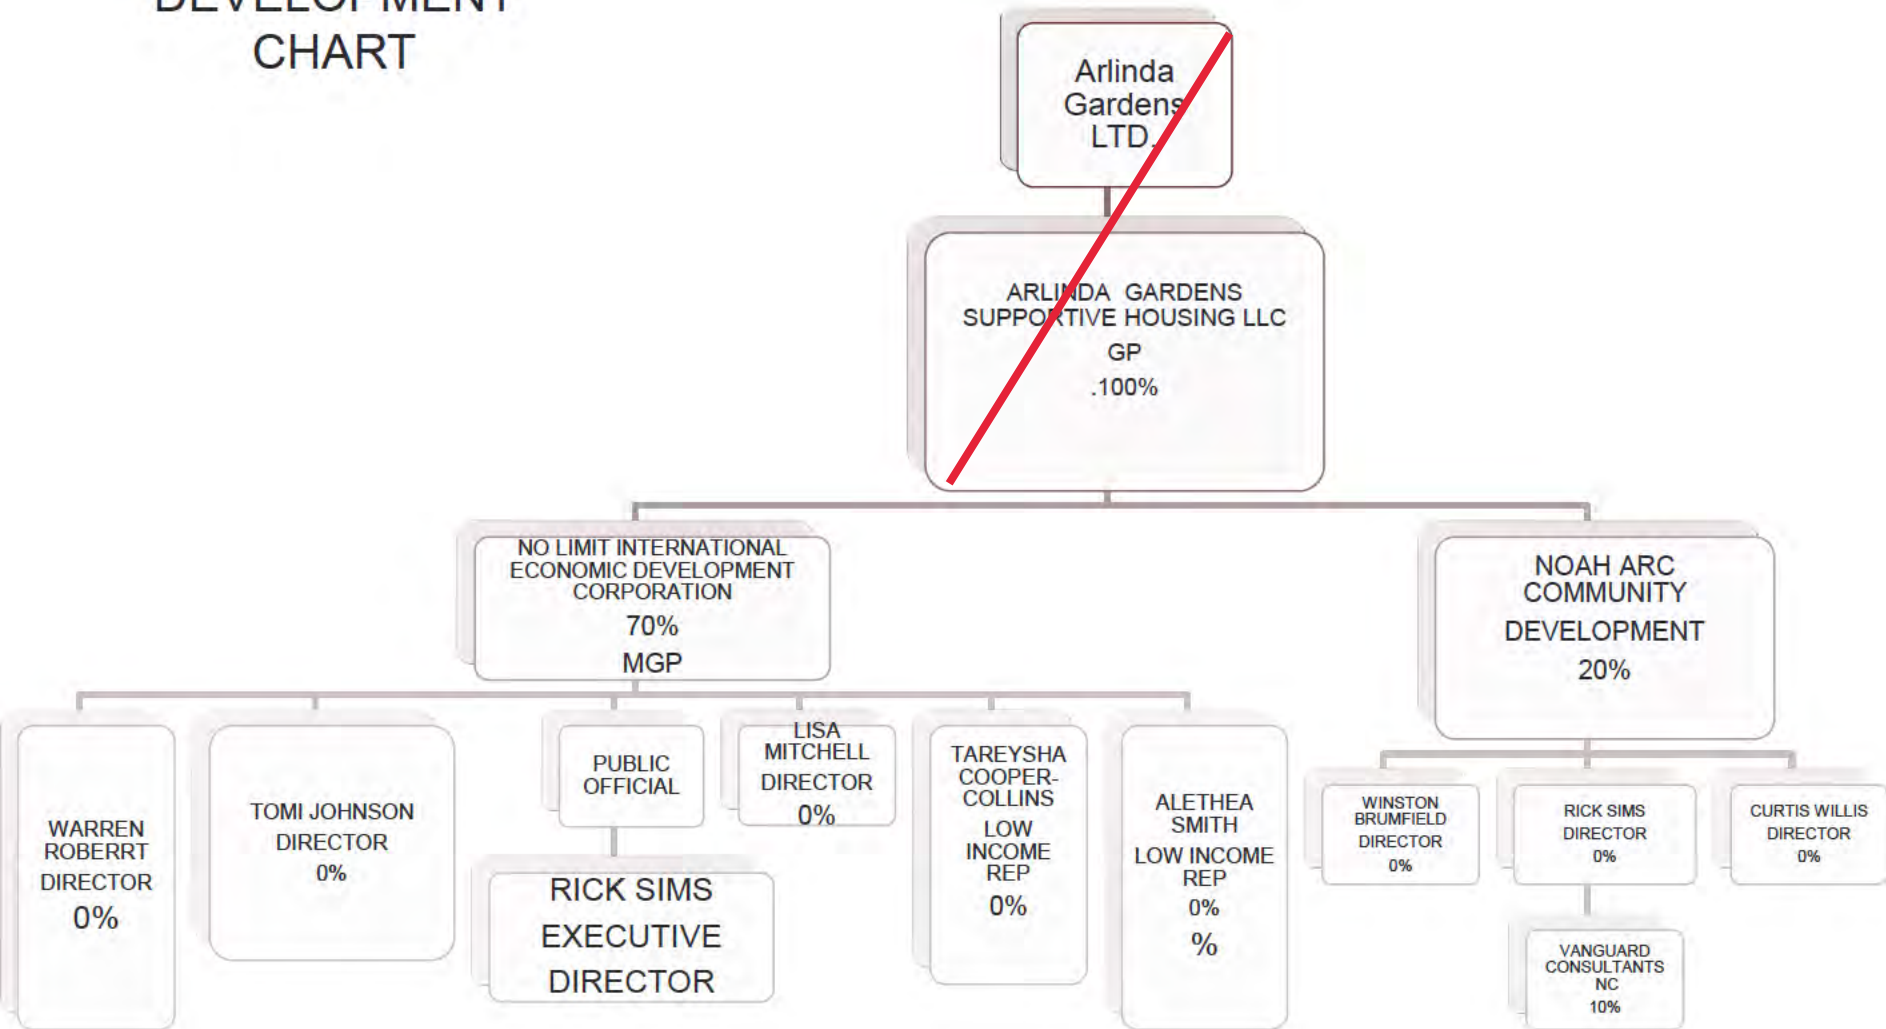 DEVELOPMENT
CHART
Arlinda
Gardens
LTD.
ARLINDA GARDENS
SUPPORTIVE HOUSING LLC
GP
.100%
NO LIMIT INTERNATIONAL
ECONOMIC DEVELOPMENT
CORPORATION
70%
MGP
NOAH ARC
COMMUNITY
DEVELOPMENT
20%
WARREN
ROBERRT
DIRECTOR
0%
TOMI JOHNSON
DIRECTOR
0%
PUBLIC
OFFICIAL
RICK SIMS
EXECUTIVE
DIRECTOR
LISA
MITCHELL
DIRECTOR
0%
TAREYSHA
COOPER-
COLLINS
LOW
INCOME
REP
0%
ALETHEA
SMITH
LOW INCOME
REP
0%
%
WINSTON
BRUMFIELD
DIRECTOR
0%
RICK SIMS
DIRECTOR
0%
VANGUARD
CONSULTANTS
NC
10%
CURTIS WILLIS
DIRECTOR
0%